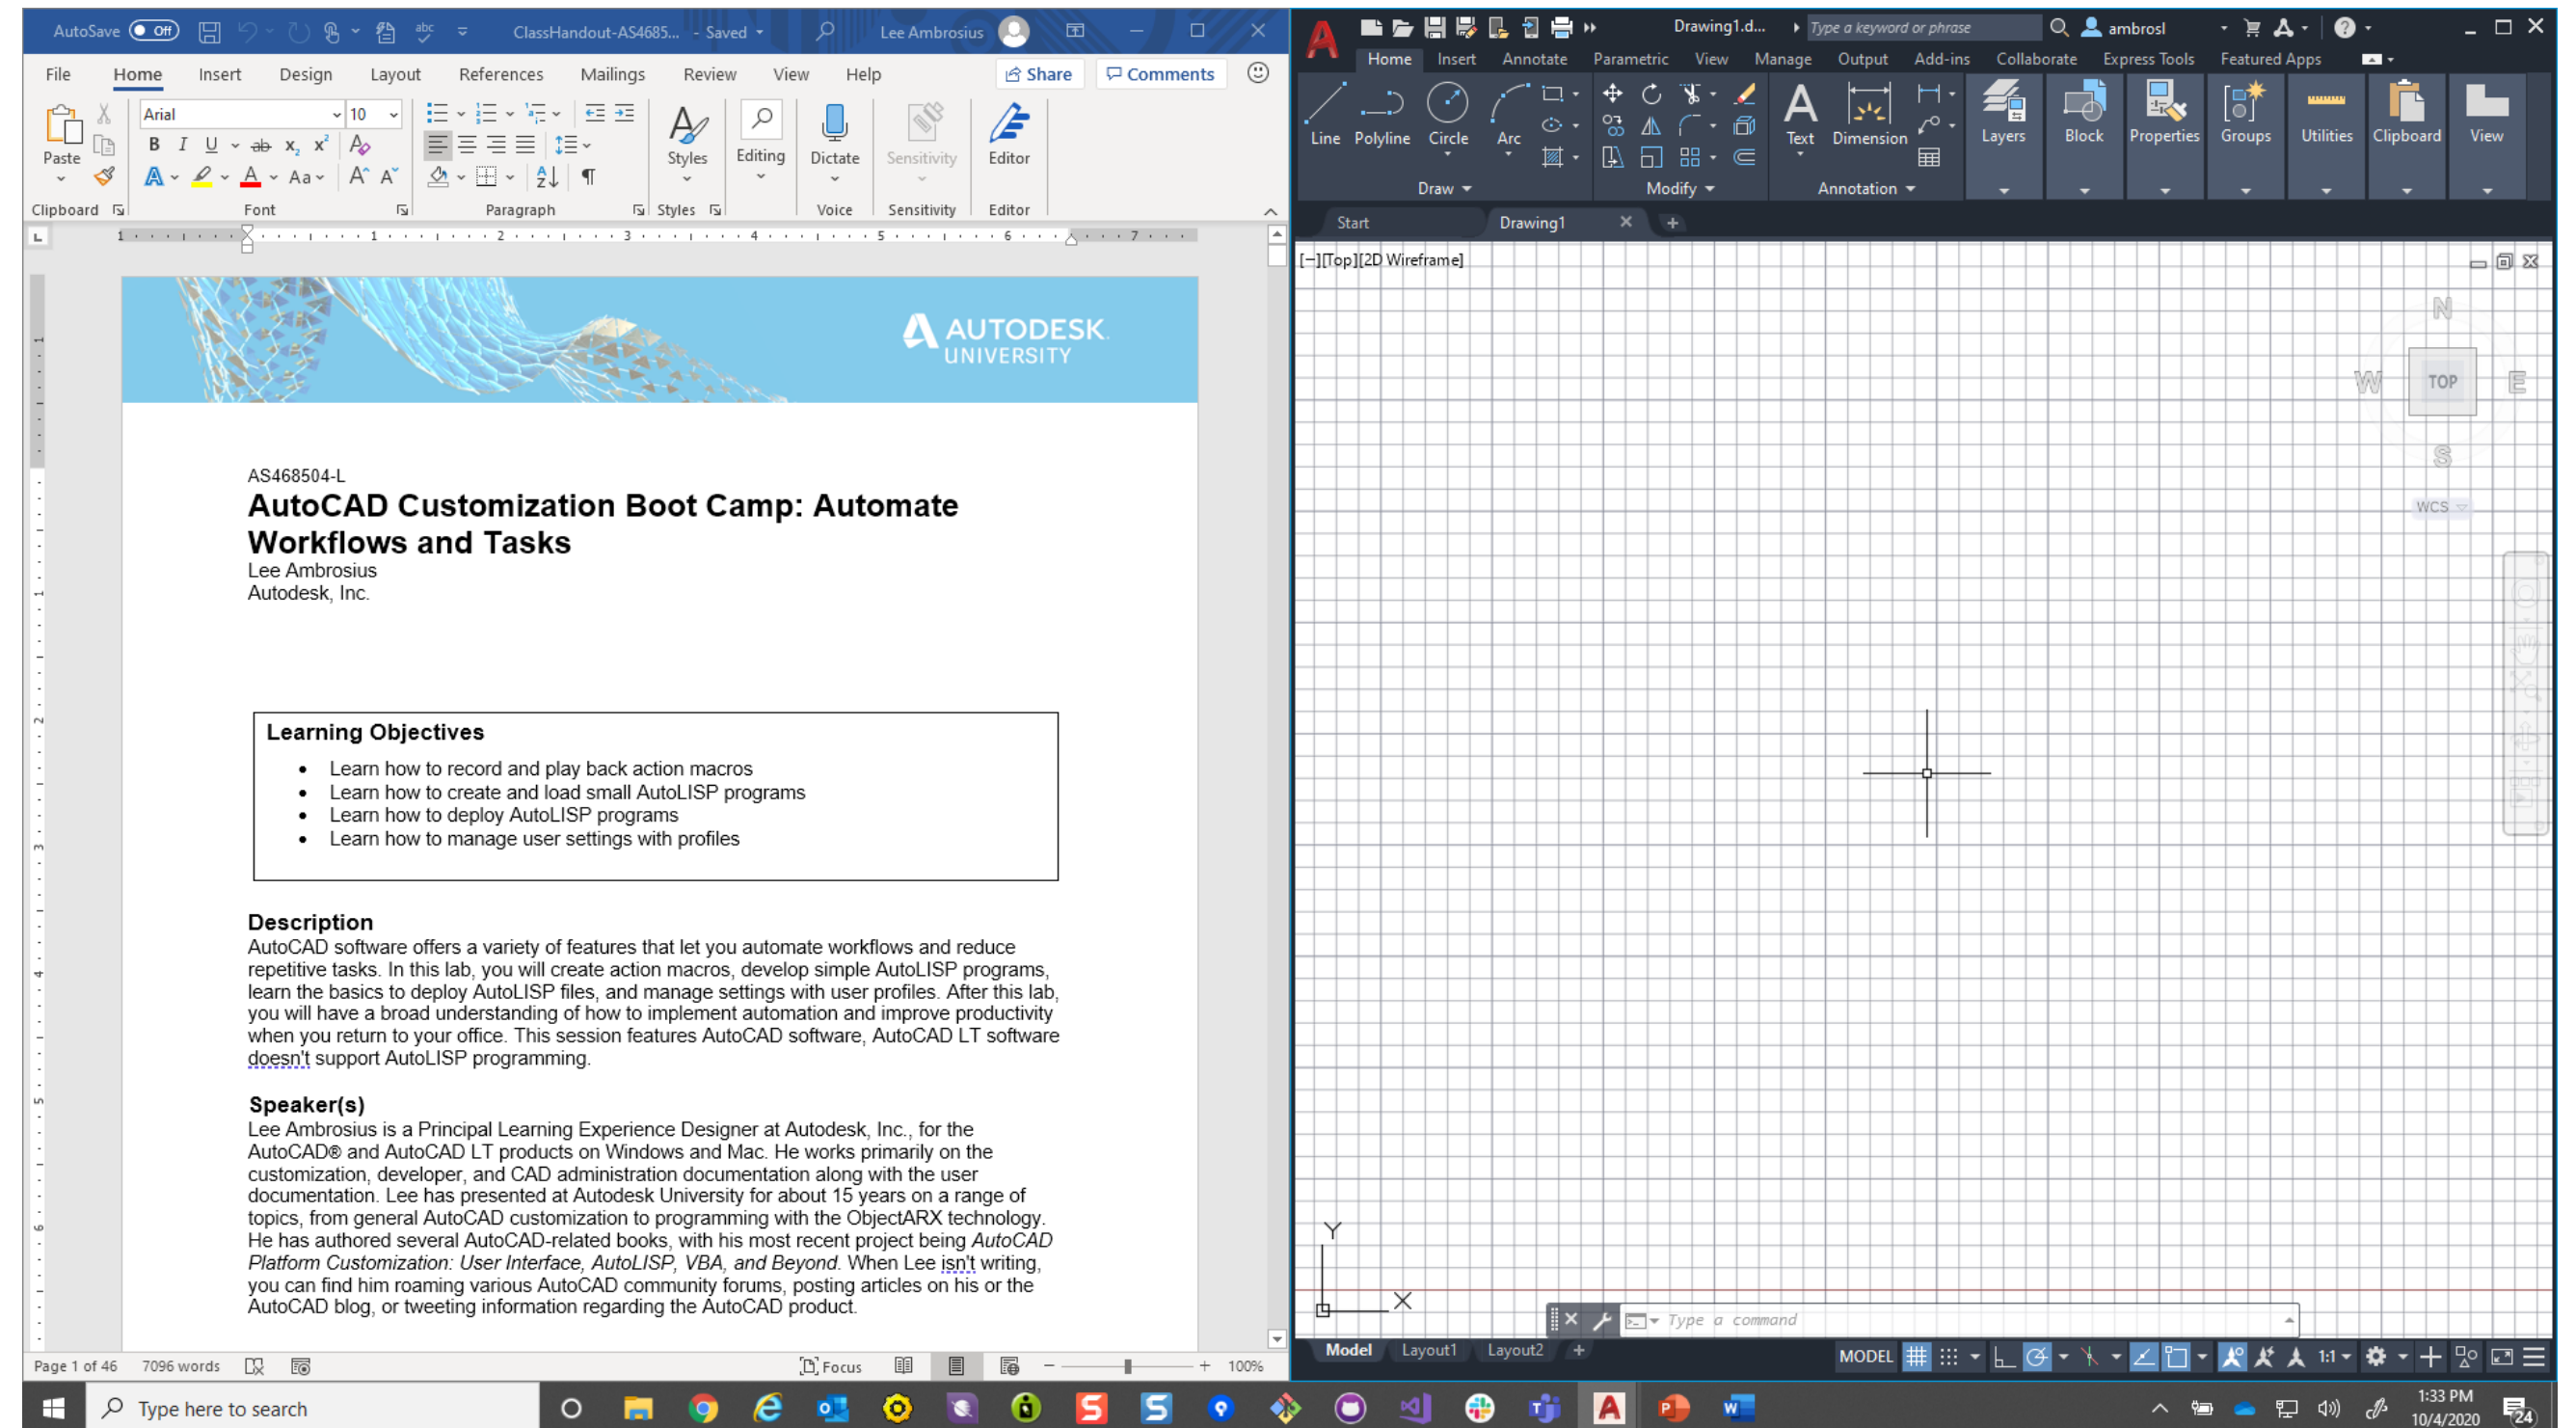 AutoSave Off ClassHandout-AS4685... - Saved Lee Ambrosius
File Home Insert Design Layout References Mailings Review View Help Share Comments
Arial 10
Paste Styles Editing Dictate Sensitivity Editor
Clipboard Font Paragraph Styles Voice Sensitivity Editor
1 1 2 3 4 5 6 7
AUTODESK.
UNIVERSITY
AS468504-L
AutoCAD Customization Boot Camp: Automate
Workflows and Tasks
Lee Ambrosius
Autodesk, Inc.
Learning Objectives
• Learn how to record and play back action macros
• Learn how to create and load small AutoLISP programs
• Learn how to deploy AutoLISP programs
• Learn how to manage user settings with profiles
Description
AutoCAD software offers a variety of features that let you automate workflows and reduce
repetitive tasks. In this lab, you will create action macros, develop simple AutoLISP programs,
learn the basics to deploy AutoLISP files, and manage settings with user profiles. After this lab,
you will have a broad understanding of how to implement automation and improve productivity
when you return to your office. This session features AutoCAD software, AutoCAD LT software
doesn't support AutoLISP programming.
Speaker(s)
Lee Ambrosius is a Principal Learning Experience Designer at Autodesk, Inc., for the
AutoCAD® and AutoCAD LT products on Windows and Mac. He works primarily on the
customization, developer, and CAD administration documentation along with the user
documentation. Lee has presented at Autodesk University for about 15 years on a range of
topics, from general AutoCAD customization to programming with the ObjectARX technology.
He has authored several AutoCAD-related books, with his most recent project being AutoCAD
Platform Customization: User Interface, AutoLISP, VBA, and Beyond. When Lee isn't writing,
you can find him roaming various AutoCAD community forums, posting articles on his or the
AutoCAD blog, or tweeting information regarding the AutoCAD product.
Page 1 of 46 7096 words Focus 100%
Drawing1.d... Type a keyword or phrase ambrosl
Home Insert Annotate Parametric View Manage Output Add-ins Collaborate Express Tools Featured Apps
Line Polyline Circle Arc Text Dimension Layers Block Properties Groups Utilities Clipboard View
Draw Modify Annotation
Start Drawing1
[−][Top][2D Wireframe]
N
W TOP E
S
WCS
Y
X
Type a command
Model Layout1 Layout2 MODEL 1:1
Type here to search
1:33 PM
10/4/2020
24